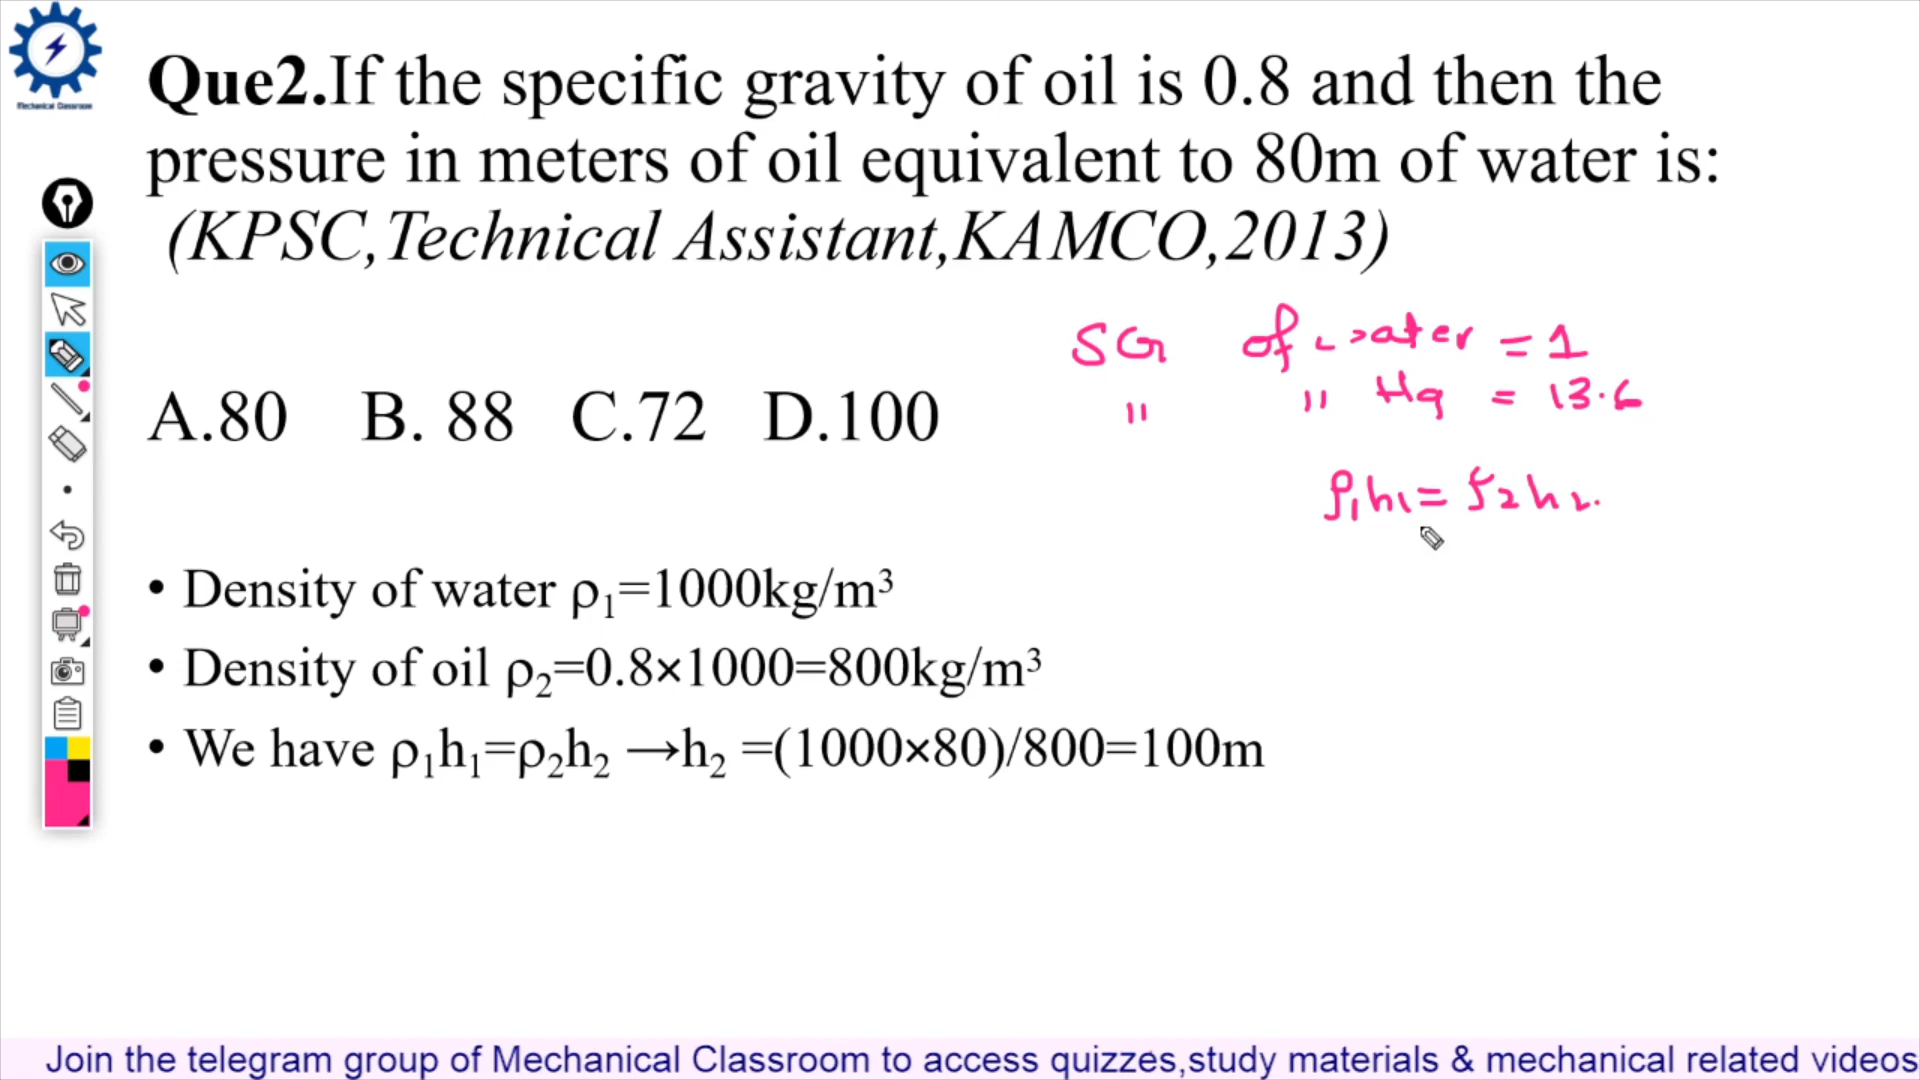 Mechanical Classroom
Que2.If the specific gravity of oil is 0.8 and then the
pressure in meters of oil equivalent to 80m of water is:
(KPSC,Technical Assistant,KAMCO,2013)
SG of water = 1
" " Hg = 13.6
A.80 B. 88 C.72 D.100
ρ₁h₁= ρ₂h₂.
• Density of water ρ₁=1000kg/m³
• Density of oil ρ₂=0.8×1000=800kg/m³
• We have ρ₁h₁=ρ₂h₂ →h₂ =(1000×80)/800=100m
Join the telegram group of Mechanical Classroom to access quizzes,study materials & mechanical related videos